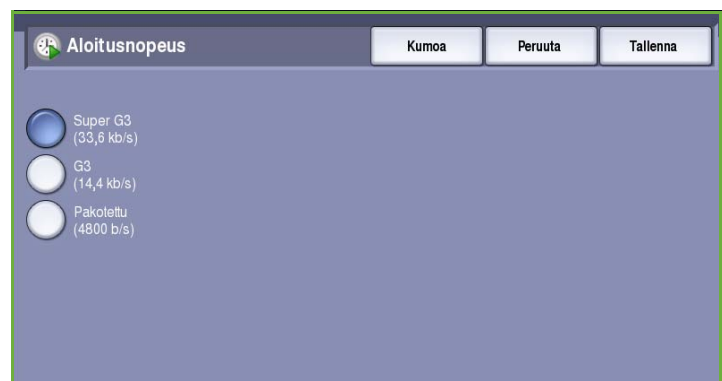 Aloitusnopeus
Kumoa
Peruuta
Tallenna
Super G3
(33,6 kb/s)
G3
(14,4 kb/s)
Pakotettu
(4800 b/s)